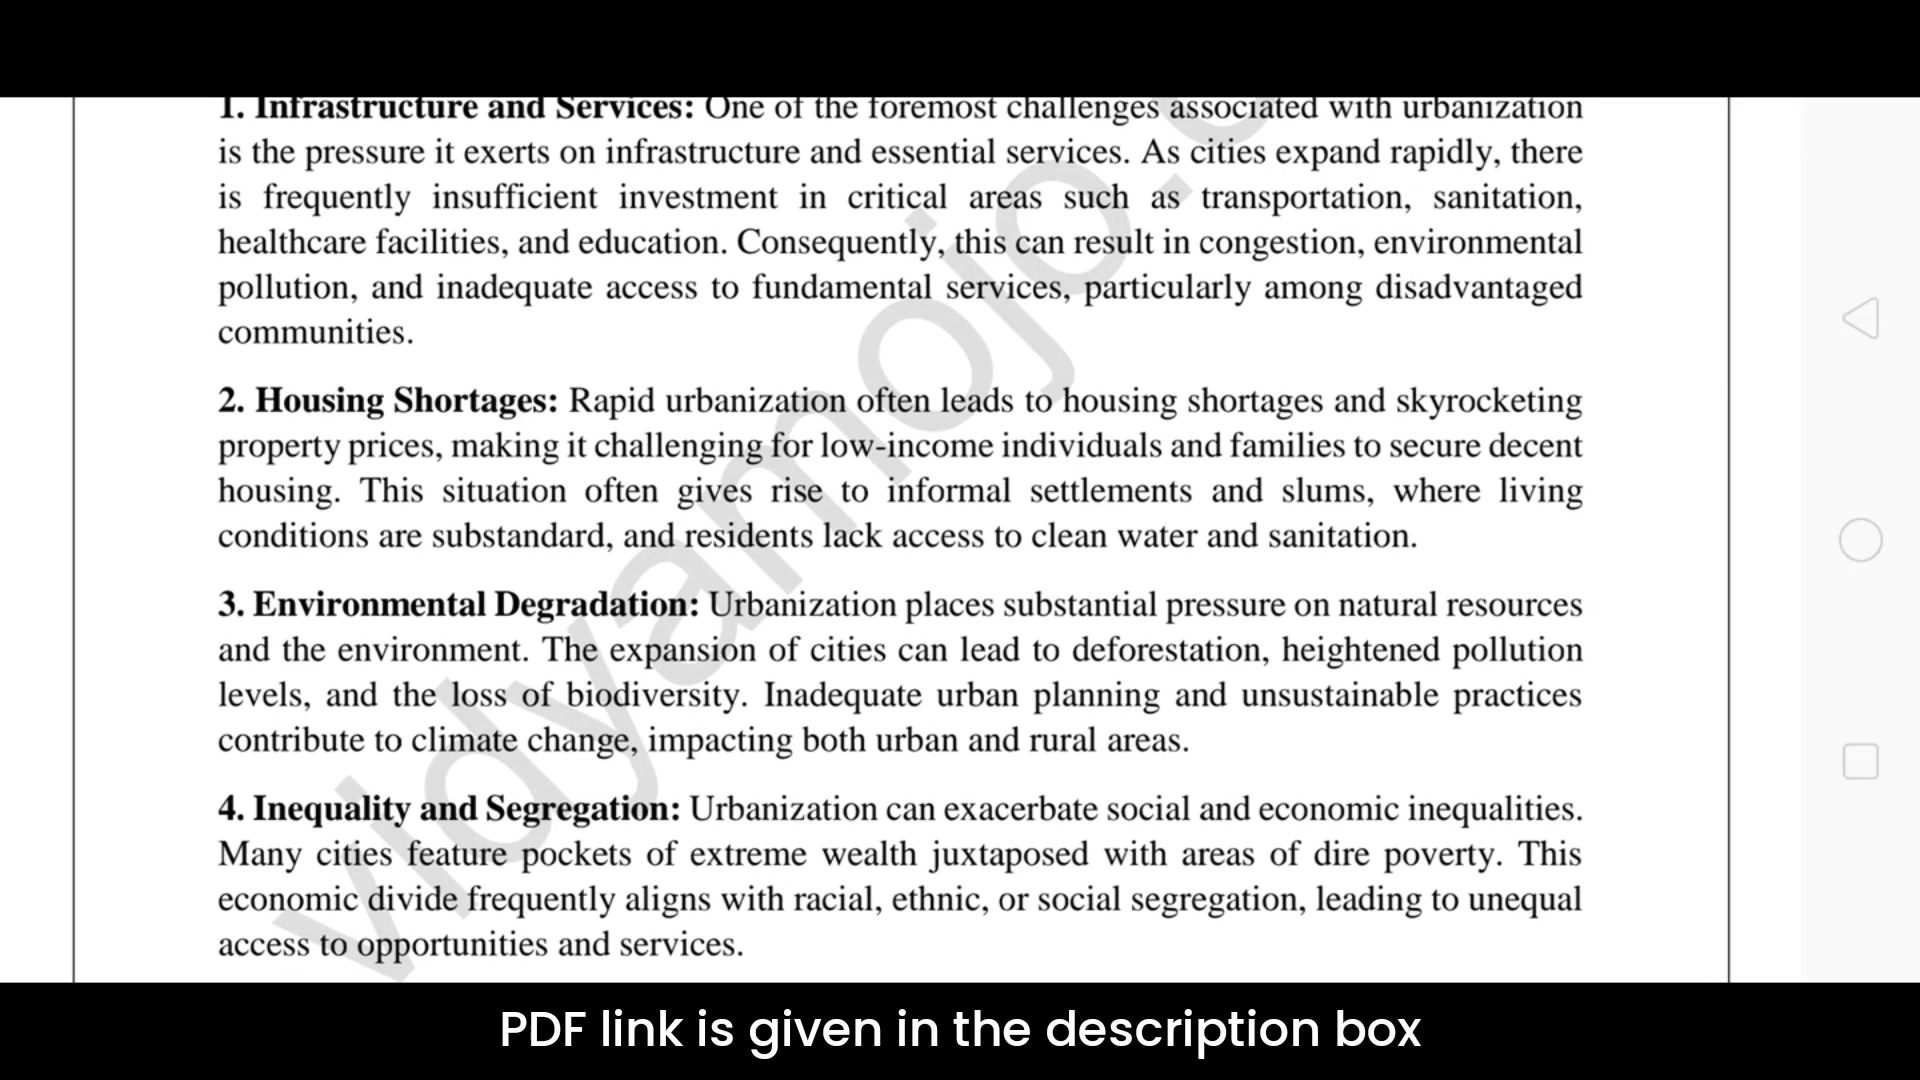 1. Infrastructure and Services: One of the foremost challenges associated with urbanization
is the pressure it exerts on infrastructure and essential services. As cities expand rapidly, there
is frequently insufficient investment in critical areas such as transportation, sanitation,
healthcare facilities, and education. Consequently, this can result in congestion, environmental
pollution, and inadequate access to fundamental services, particularly among disadvantaged
communities.
2. Housing Shortages: Rapid urbanization often leads to housing shortages and skyrocketing
property prices, making it challenging for low-income individuals and families to secure decent
housing. This situation often gives rise to informal settlements and slums, where living
conditions are substandard, and residents lack access to clean water and sanitation.
3. Environmental Degradation: Urbanization places substantial pressure on natural resources
and the environment. The expansion of cities can lead to deforestation, heightened pollution
levels, and the loss of biodiversity. Inadequate urban planning and unsustainable practices
contribute to climate change, impacting both urban and rural areas.
4. Inequality and Segregation: Urbanization can exacerbate social and economic inequalities.
Many cities feature pockets of extreme wealth juxtaposed with areas of dire poverty. This
economic divide frequently aligns with racial, ethnic, or social segregation, leading to unequal
access to opportunities and services.
vidyamojo.c
PDF link is given in the description box